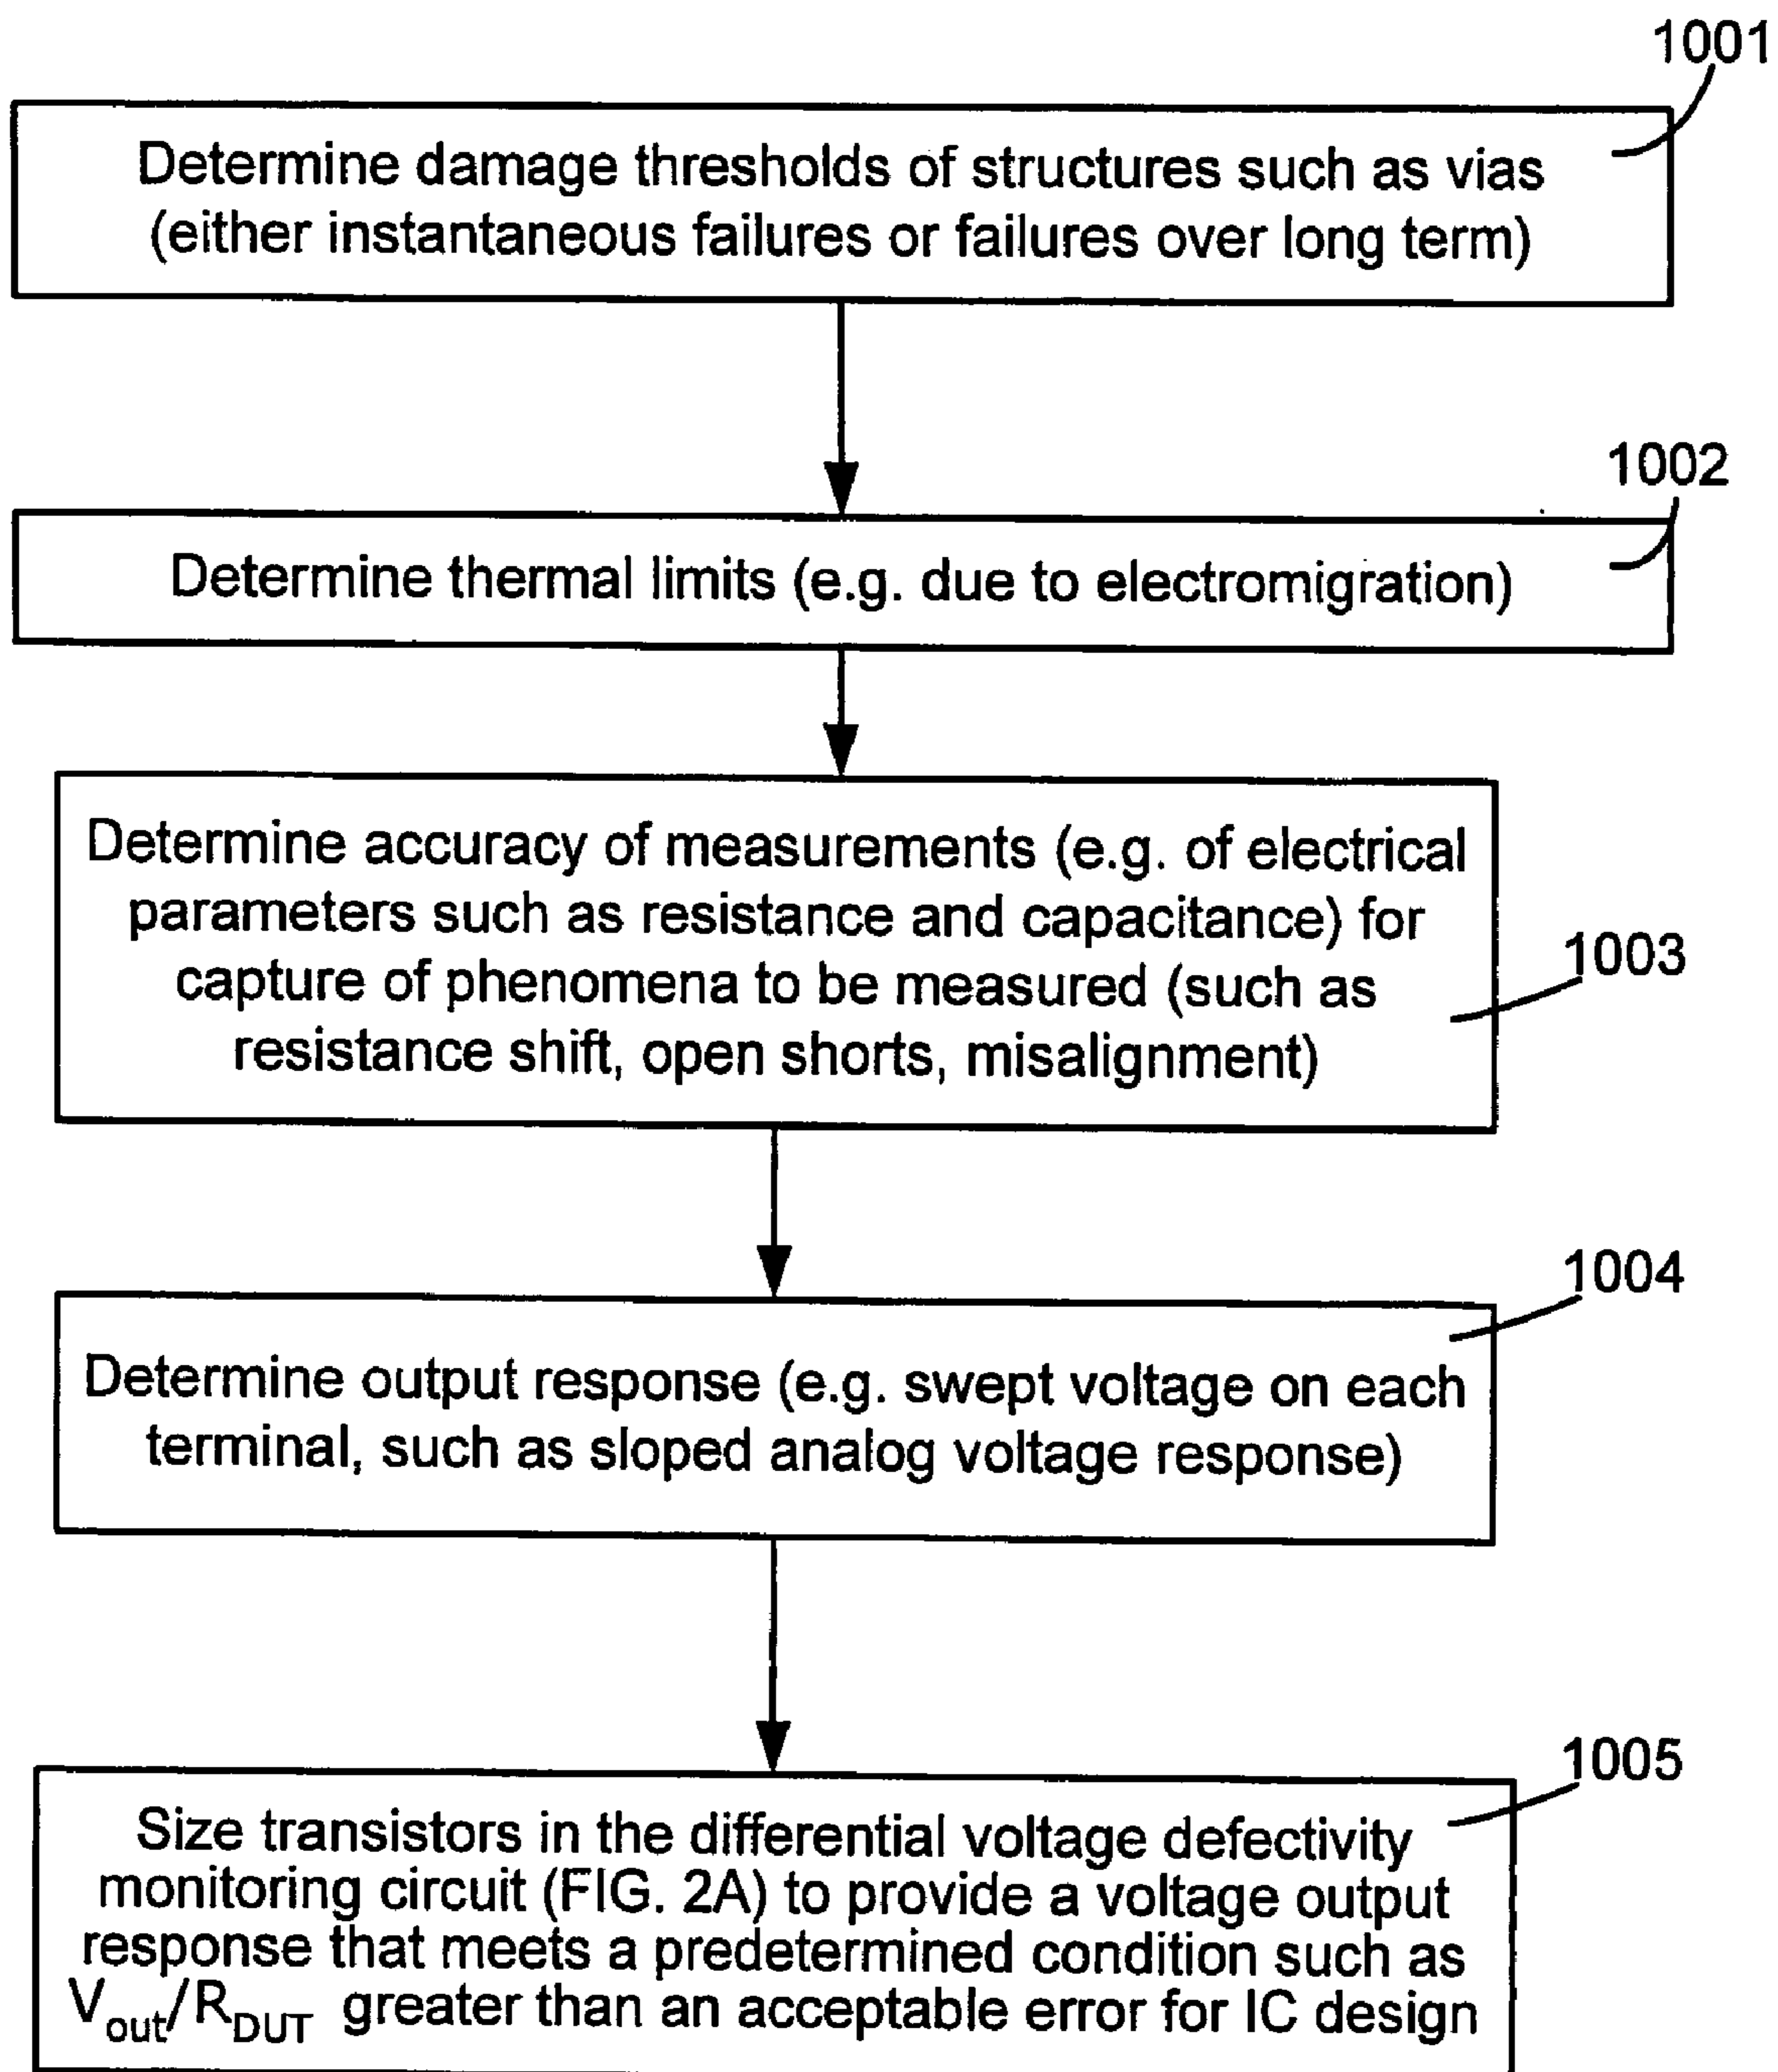 1001
Determine damage thresholds of structures such as vias
(either instantaneous failures or failures over long term)
1002
Determine thermal limits (e.g. due to electromigration)
Determine accuracy of measurements (e.g. of electrical
parameters such as resistance and capacitance) for
capture of phenomena to be measured (such as
resistance shift, open shorts, misalignment)
1003
1004
Determine output response (e.g. swept voltage on each
terminal, such as sloped analog voltage response)
1005
Size transistors in the differential voltage defectivity
monitoring circuit (FIG. 2A) to provide a voltage output
response that meets a predetermined condition such as
Vout/RDUT greater than an acceptable error for IC design